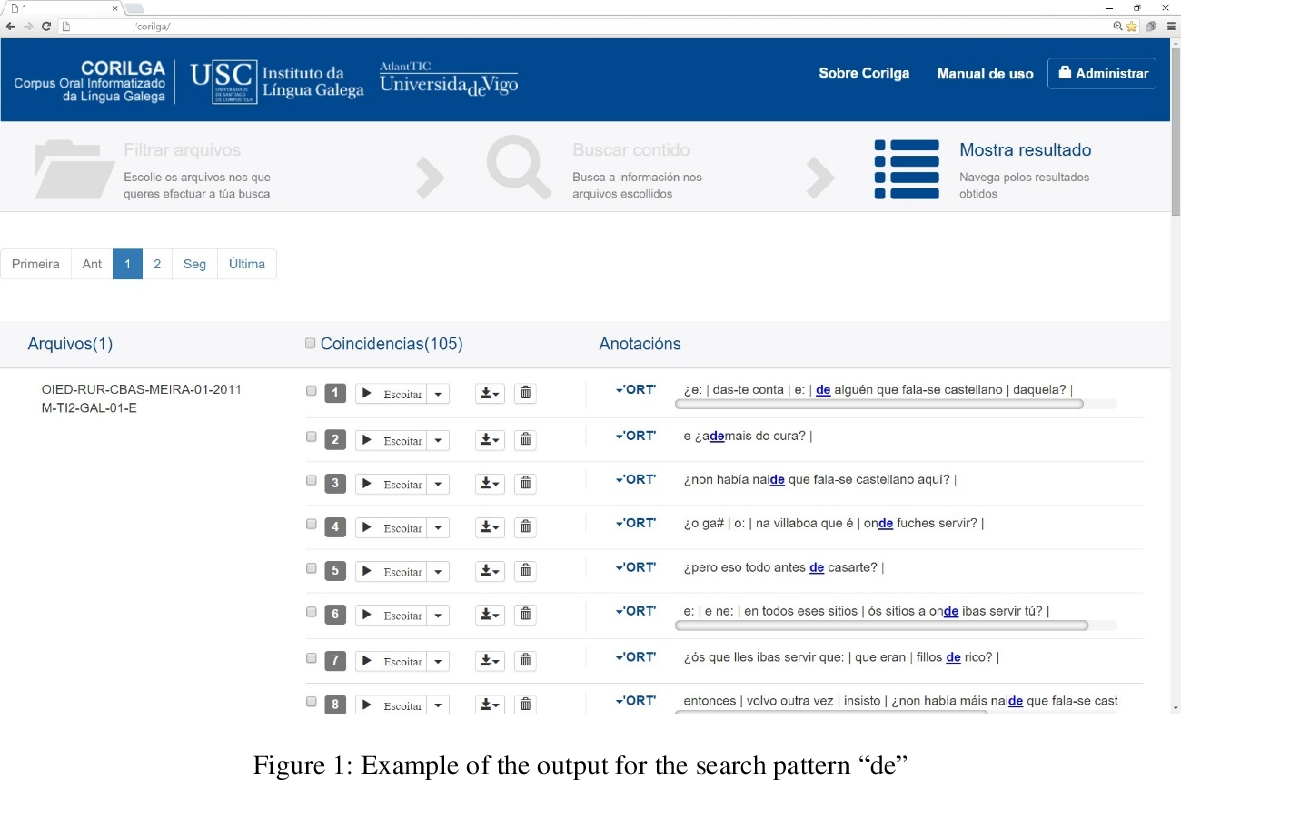 'corilga/
CORILGA
Corpus Oral Informatizado
da Língua Galega
USC
Instituto da
Língua Galega
AtlantTIC
UniversidadeVigo
Sobre Corilga
Manual de uso
Administrar
Filtrar arquivos
Escolle os arquivos nos que
queres efectuar a túa busca
Buscar contido
Busca a información nos
arquivos escollidos
Mostra resultado
Navega polos resultados
obtidos
Primeira Ant 1 2 Seg Última
Arquivos(1) Coincidencias(105) Anotacións
OIED-RUR-CBAS-MEIRA-01-2011
M-TI2-GAL-01-E
1 Escoitar 'ORT' ¿e: | das-te conta | e: | de alguén que fala-se castellano | daquela? |
2 Escoitar 'ORT' e ¿ademais do cura? |
3 Escoitar 'ORT' ¿non había naide que fala-se castellano aquí? |
4 Escoitar 'ORT' ¿o ga# | o: | na villaboa que é | onde fuches servir? |
5 Escoitar 'ORT' ¿pero eso todo antes de casarte? |
6 Escoitar 'ORT' e: | e ne: | en todos eses sitios | ós sitios a onde ibas servir tú? |
7 Escoitar 'ORT' ¿ós que lles ibas servir que: | que eran | fillos de rico? |
8 Escoitar 'ORT' entonces | volvo outra vez | insisto | ¿non habia máis naide que fala-se cast
Figure 1: Example of the output for the search pattern “de”